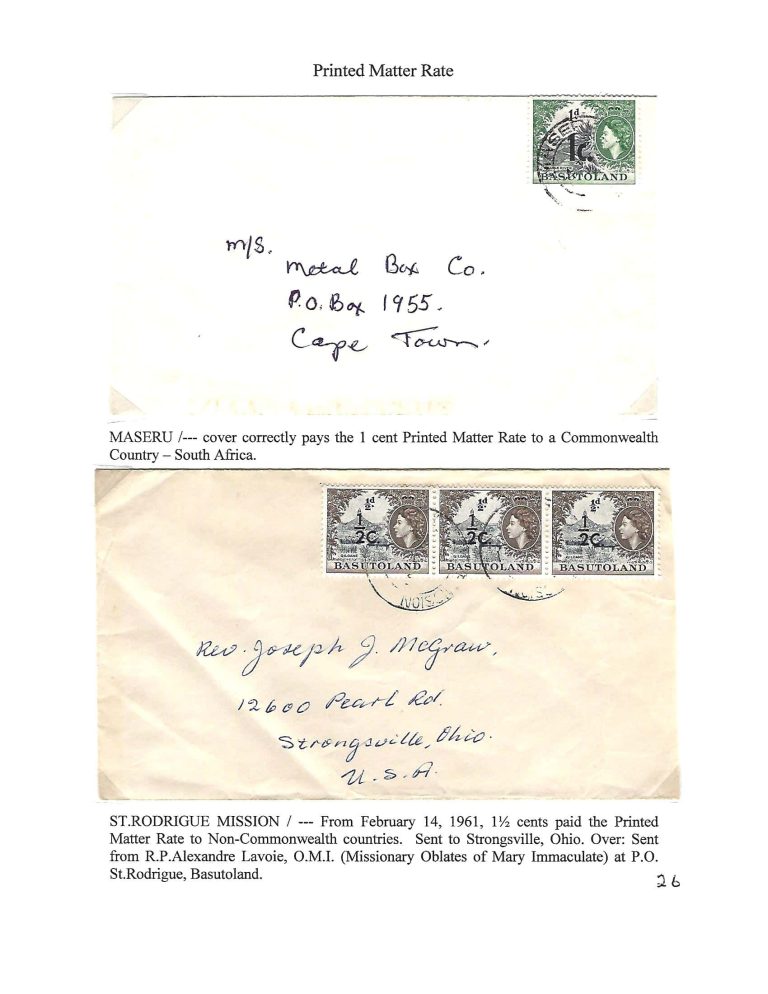 Printed Matter Rate
1d
1c.
BASUTOLAND
M/S.
Metal Box Co.
P.O. Box 1955.
Cape Town.
MASERU /--- cover correctly pays the 1 cent Printed Matter Rate to a Commonwealth
Country – South Africa.
½d ½d ½d
½c ½c. ½c.
BASUTOLAND BASUTOLAND BASUTOLAND
Rev. Joseph J. McGraw,
12600 Pearl Rd.
Strongsville, Ohio.
U.S.A.
ST.RODRIGUE MISSION / --- From February 14, 1961, 1½ cents paid the Printed
Matter Rate to Non-Commonwealth countries.  Sent to Strongsville, Ohio. Over: Sent
from R.P.Alexandre Lavoie, O.M.I. (Missionary Oblates of Mary Immaculate) at P.O.
St.Rodrigue, Basutoland.
26